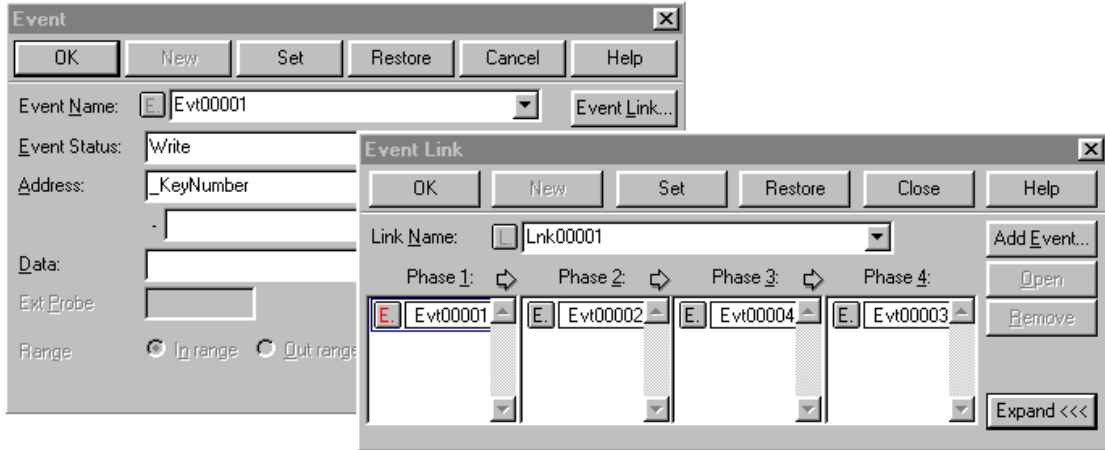 Event
OK New Set Restore Cancel Help
Event Name: E. Evt00001 Event Link...
Event Status: Write
Address: _KeyNumber
-
Data:
Ext Probe
Range In range Out range
Event Link
OK New Set Restore Close Help
Link Name: L. Lnk00001 Add Event...
Phase 1: Phase 2: Phase 3: Phase 4: Open
E. Evt00001 E. Evt00002 E. Evt00004 E. Evt00003 Remove
Expand <<<